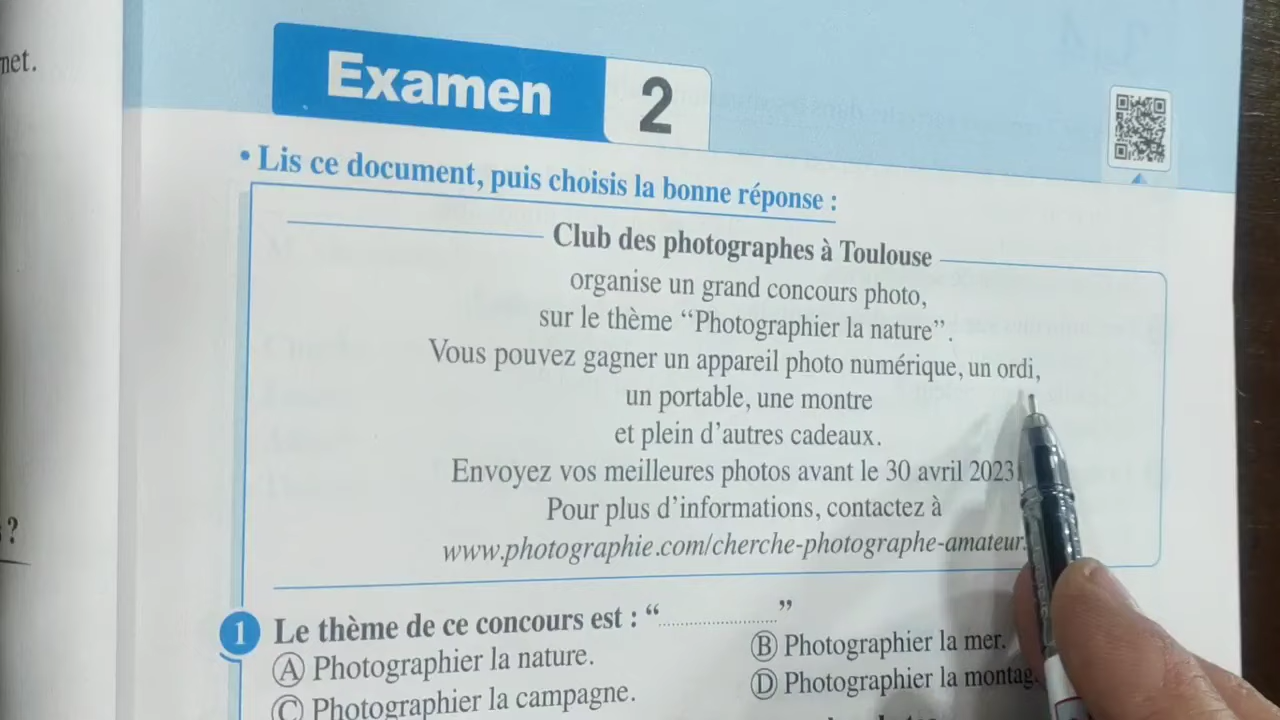 net.
Examen 2
• Lis ce document, puis choisis la bonne réponse :
Club des photographes à Toulouse
organise un grand concours photo,
sur le thème “Photographier la nature”.
Vous pouvez gagner un appareil photo numérique, un ordi,
un portable, une montre
et plein d’autres cadeaux.
Envoyez vos meilleures photos avant le 30 avril 2023
Pour plus d’informations, contactez à
www.photographie.com/cherche-photographe-amateur.
?
1 Le thème de ce concours est : “....................”
A Photographier la nature.
B Photographier la mer.
C Photographier la campagne.
D Photographier la montag